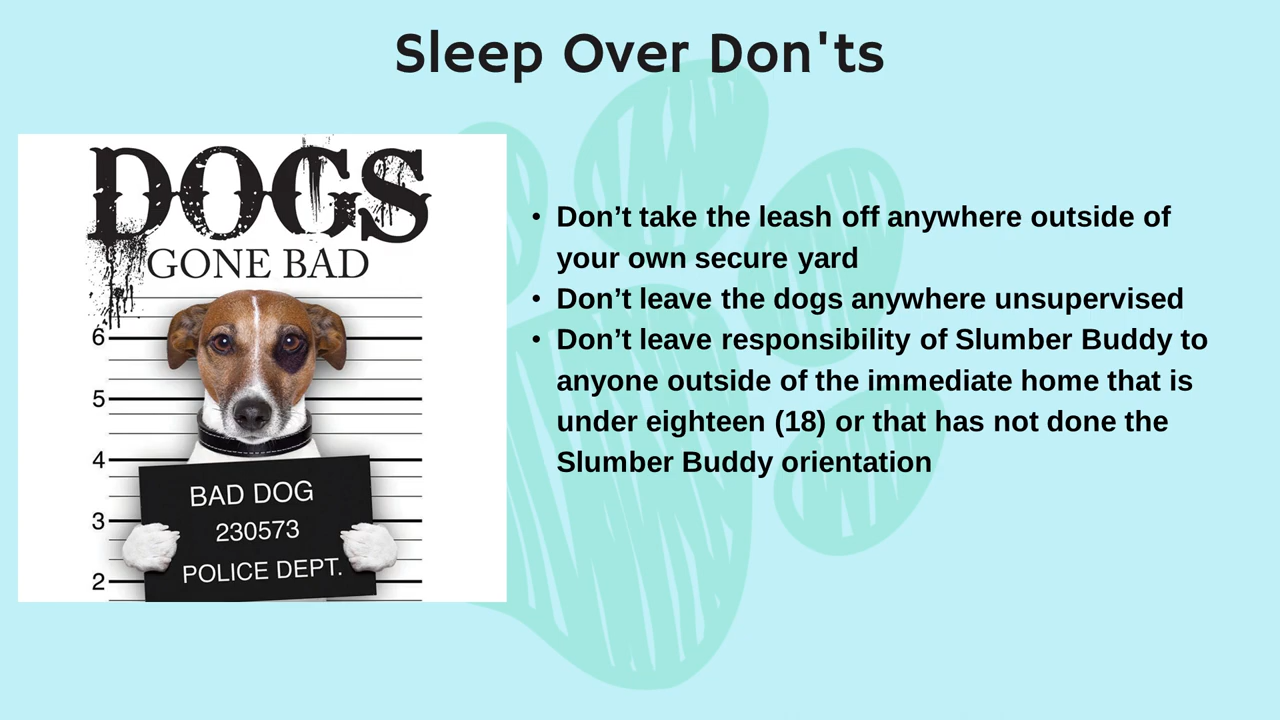 Sleep Over Don'ts
DOGS
GONE BAD
6
5
4
3
2
BAD DOG
230573
POLICE DEPT.
• Don’t take the leash off anywhere outside of
your own secure yard
• Don’t leave the dogs anywhere unsupervised
• Don’t leave responsibility of Slumber Buddy to
anyone outside of the immediate home that is
under eighteen (18) or that has not done the
Slumber Buddy orientation